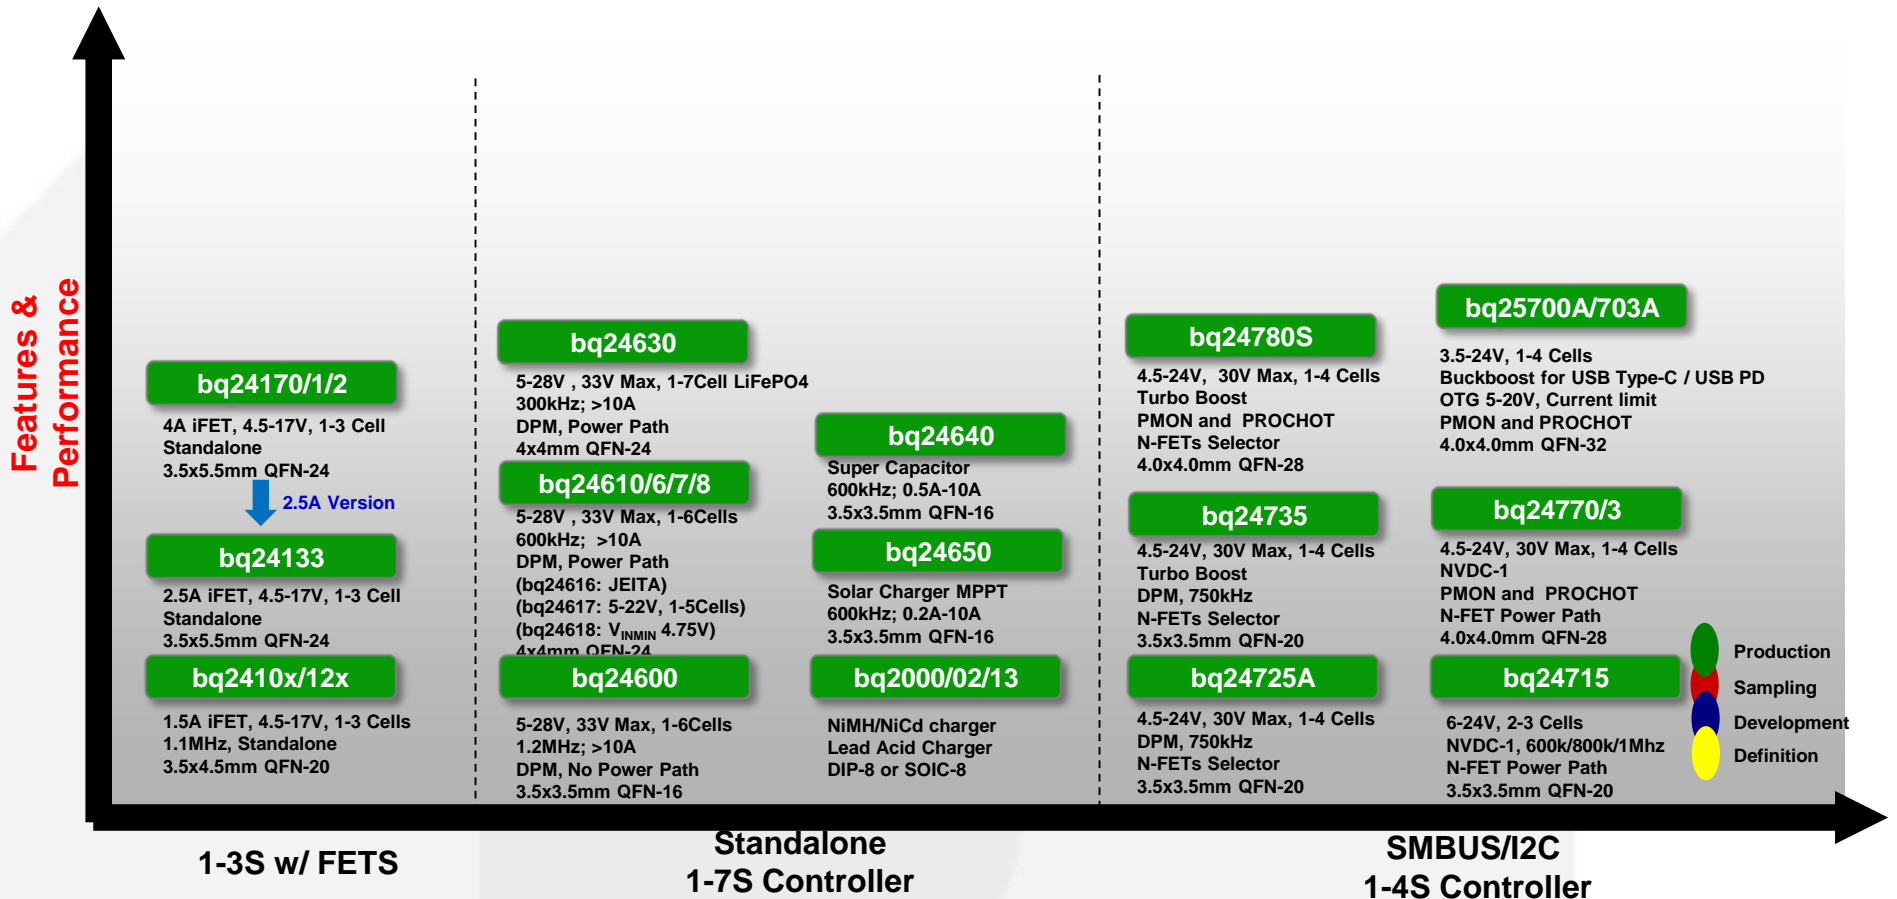 Features &
Performance
bq24170/1/2
4A iFET, 4.5-17V, 1-3 Cell
Standalone
3.5x5.5mm QFN-24
2.5A Version
bq24133
2.5A iFET, 4.5-17V, 1-3 Cell
Standalone
3.5x5.5mm QFN-24
bq2410x/12x
1.5A iFET, 4.5-17V, 1-3 Cells
1.1MHz, Standalone
3.5x4.5mm QFN-20
bq24630
5-28V , 33V Max, 1-7Cell LiFePO4
300kHz; >10A
DPM, Power Path
4x4mm QFN-24
bq24610/6/7/8
5-28V , 33V Max, 1-6Cells
600kHz;  >10A
DPM, Power Path
(bq24616: JEITA)
(bq24617: 5-22V, 1-5Cells)
(bq24618: VINMIN 4.75V)
4x4mm QFN-24
bq24600
5-28V, 33V Max, 1-6Cells
1.2MHz; >10A
DPM, No Power Path
3.5x3.5mm QFN-16
bq24640
Super Capacitor
600kHz; 0.5A-10A
3.5x3.5mm QFN-16
bq24650
Solar Charger MPPT
600kHz; 0.2A-10A
3.5x3.5mm QFN-16
bq2000/02/13
NiMH/NiCd charger
Lead Acid Charger
DIP-8 or SOIC-8
bq24780S
4.5-24V,  30V Max, 1-4 Cells
Turbo Boost
PMON and  PROCHOT
N-FETs Selector
4.0x4.0mm QFN-28
bq24735
4.5-24V, 30V Max, 1-4 Cells
Turbo Boost
DPM, 750kHz
N-FETs Selector
3.5x3.5mm QFN-20
bq24725A
4.5-24V, 30V Max, 1-4 Cells
DPM, 750kHz
N-FETs Selector
3.5x3.5mm QFN-20
bq25700A/703A
3.5-24V, 1-4 Cells
Buckboost for USB Type-C / USB PD
OTG 5-20V, Current limit
PMON and PROCHOT
4.0x4.0mm QFN-32
bq24770/3
4.5-24V, 30V Max, 1-4 Cells
NVDC-1
PMON and  PROCHOT
N-FET Power Path
4.0x4.0mm QFN-28
bq24715
6-24V, 2-3 Cells
NVDC-1, 600k/800k/1Mhz
N-FET Power Path
3.5x3.5mm QFN-20
Production
Sampling
Development
Definition
1-3S w/ FETS
Standalone
1-7S Controller
SMBUS/I2C
1-4S Controller